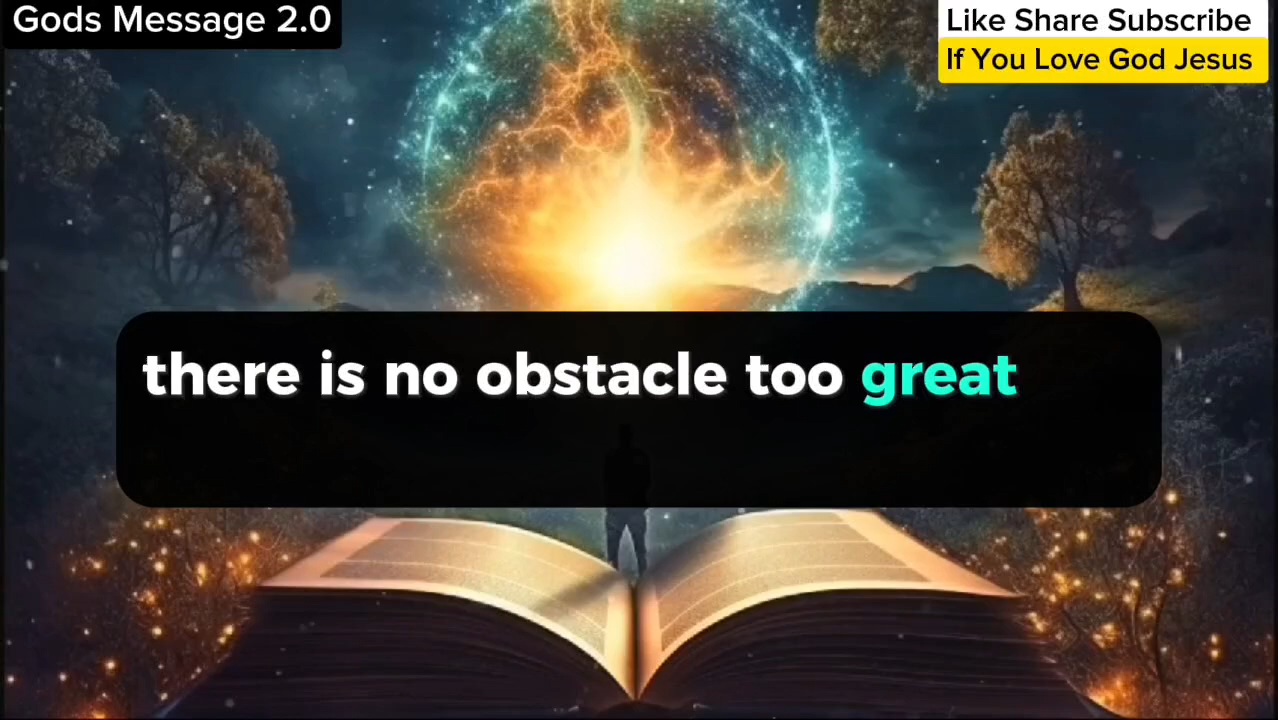 Gods Message 2.0
Like Share Subscribe
If You Love God Jesus
there is no obstacle too great